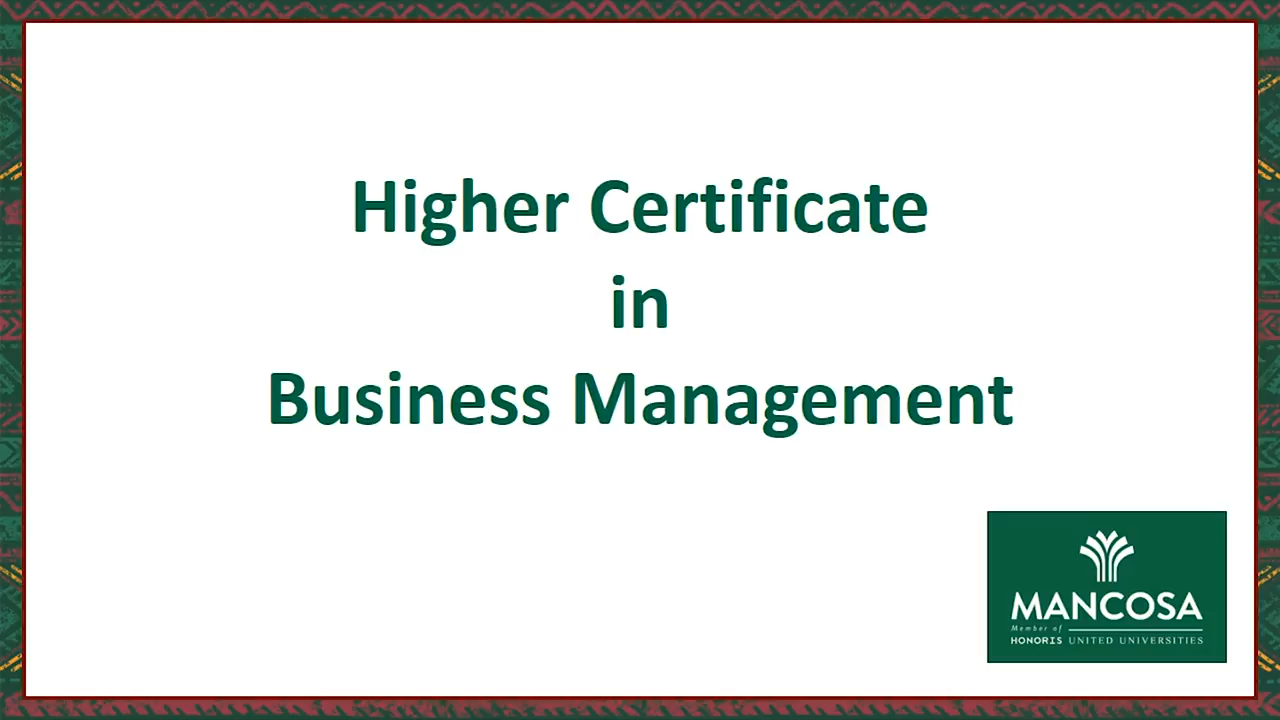 Higher Certificate
in
Business Management
MANCOSA
Member of
HONORIS UNITED UNIVERSITIES